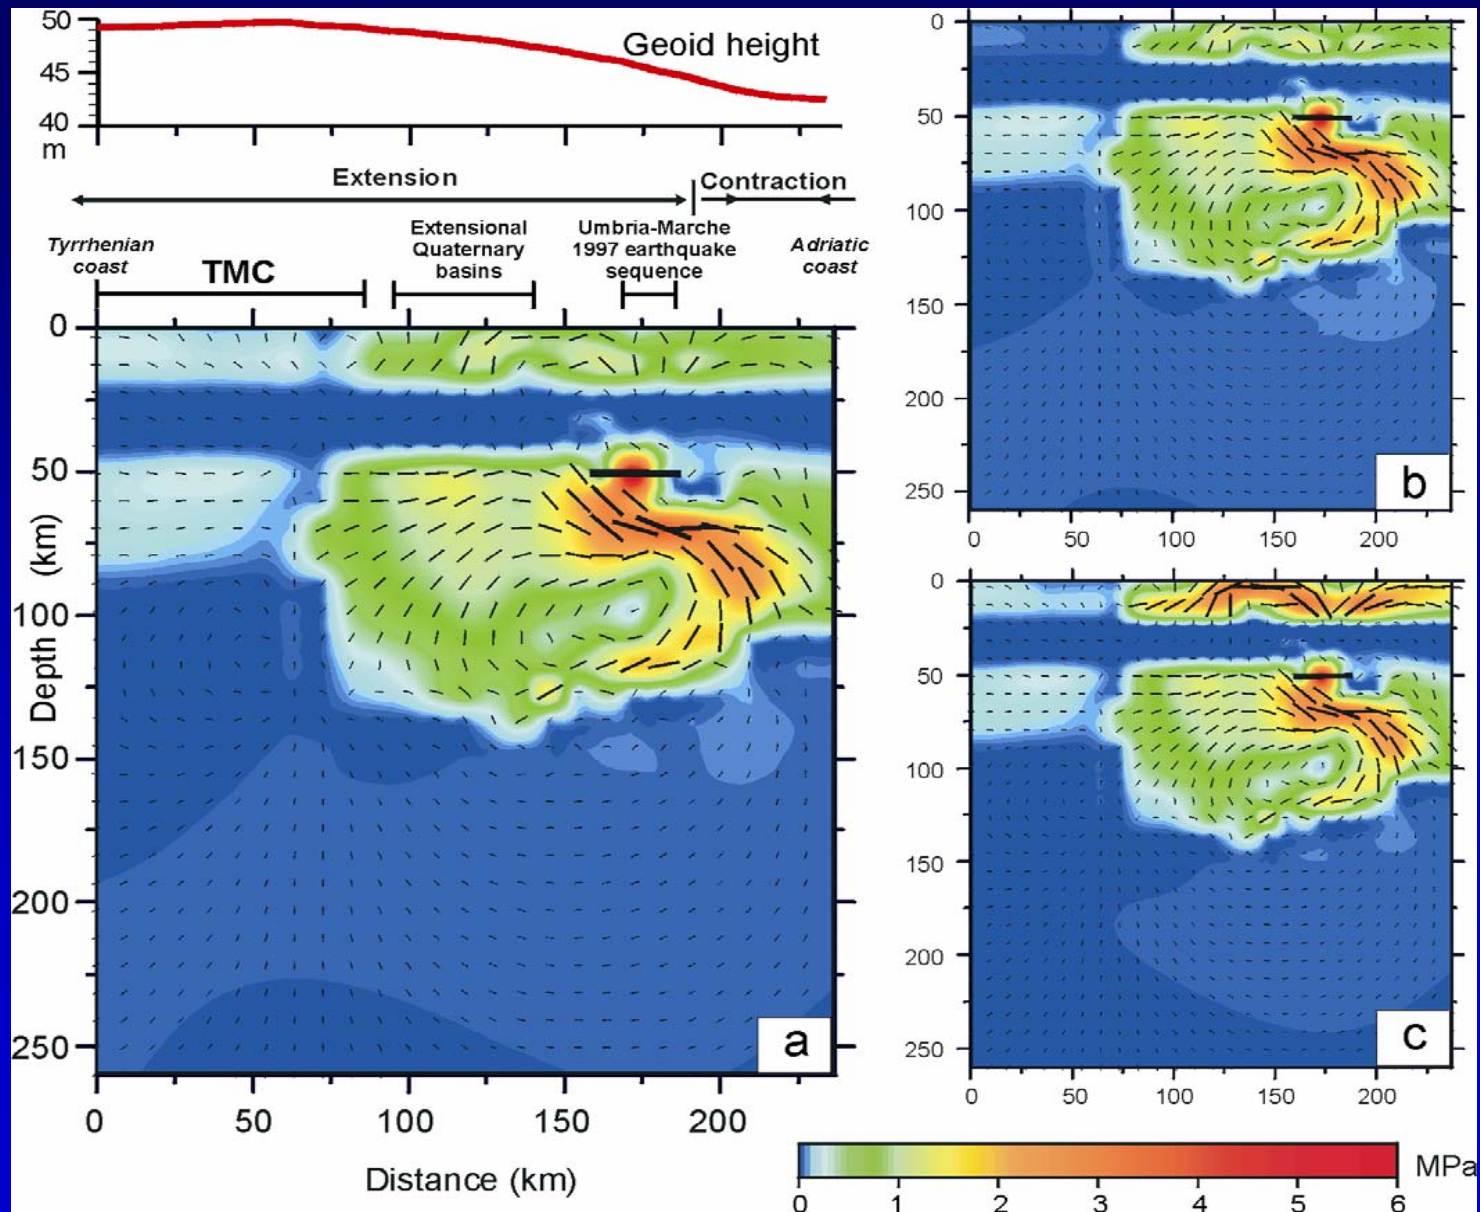 50
45
40
m
Geoid height
Extension
Contraction
Tyrrhenian
coast
TMC
Extensional
Quaternary
basins
Umbria-Marche
1997 earthquake
sequence
Adriatic
coast
0
50
100
150
200
250
Depth (km)
a
0 50 100 150 200
Distance (km)
0
50
100
150
200
250
b
0 50 100 150 200
0
50
100
150
200
250
c
0 50 100 150 200
MPa
0 1 2 3 4 5 6